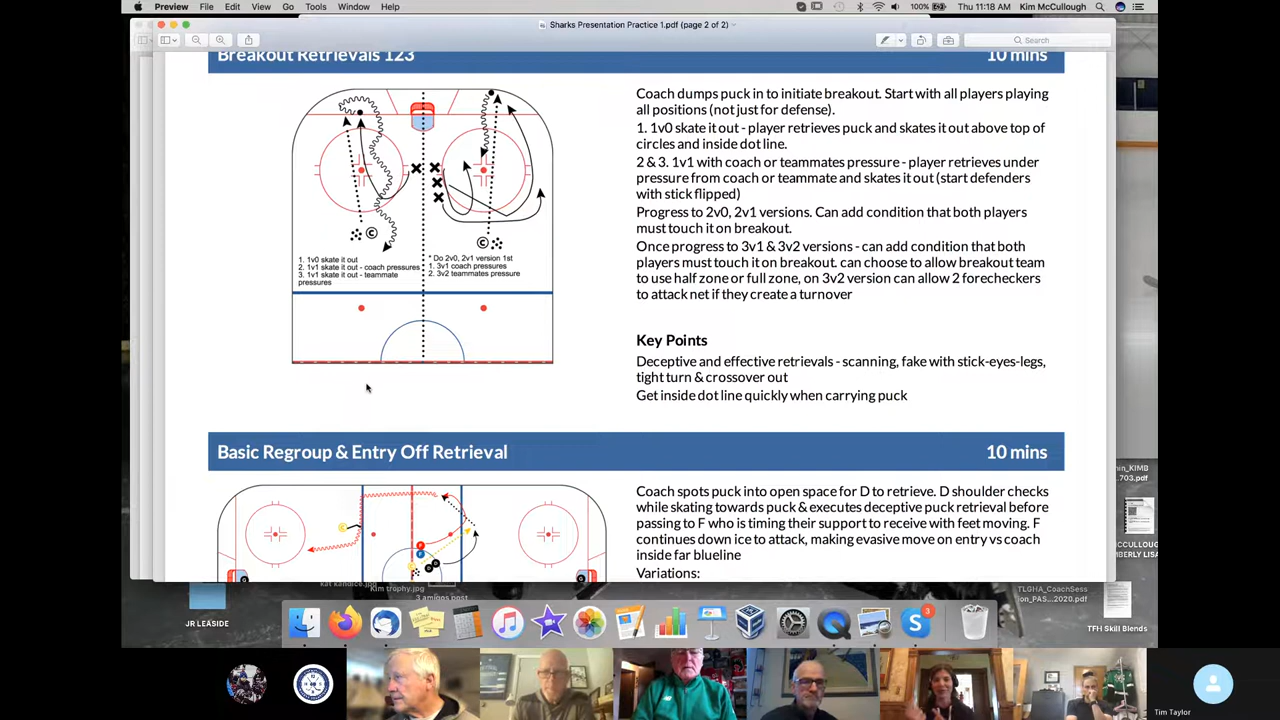 Preview File Edit View Go Tools Window Help 100% Thu 11:18 AM Kim McCullough
Sharks Presentation Practice 1.pdf (page 2 of 2)
Search
Breakout Retrievals 123 10 mins
1. 1v0 skate it out
2. 1v1 skate it out - coach pressures
3. 1v1 skate it out - teammate
pressures
* Do 2v0, 2v1 version 1st
1. 3v1 coach pressures
2. 3v2 teammates pressure
Coach dumps puck in to initiate breakout. Start with all players playing
all positions (not just for defense).
1. 1v0 skate it out - player retrieves puck and skates it out above top of
circles and inside dot line.
2 & 3. 1v1 with coach or teammates pressure - player retrieves under
pressure from coach or teammate and skates it out (start defenders
with stick flipped)
Progress to 2v0, 2v1 versions. Can add condition that both players
must touch it on breakout.
Once progress to 3v1 & 3v2 versions - can add condition that both
players must touch it on breakout. can choose to allow breakout team
to use half zone or full zone, on 3v2 version can allow 2 forecheckers
to attack net if they create a turnover
Key Points
Deceptive and effective retrievals - scanning, fake with stick-eyes-legs,
tight turn & crossover out
Get inside dot line quickly when carrying puck
Basic Regroup & Entry Off Retrieval 10 mins
Coach spots puck into open space for D to retrieve. D shoulder checks
while skating towards puck & executes deceptive puck retrieval before
passing to F who is timing their support to receive with feet moving. F
continues down ice to attack, making evasive move on entry vs coach
inside far blueline
Variations:
JR LEASIDE
Kim trophy.jpg
3 amigos post
TLGHA_CoachSess
ion_PAS...2020.pdf
TFH Skill Blends
3
Tim Taylor